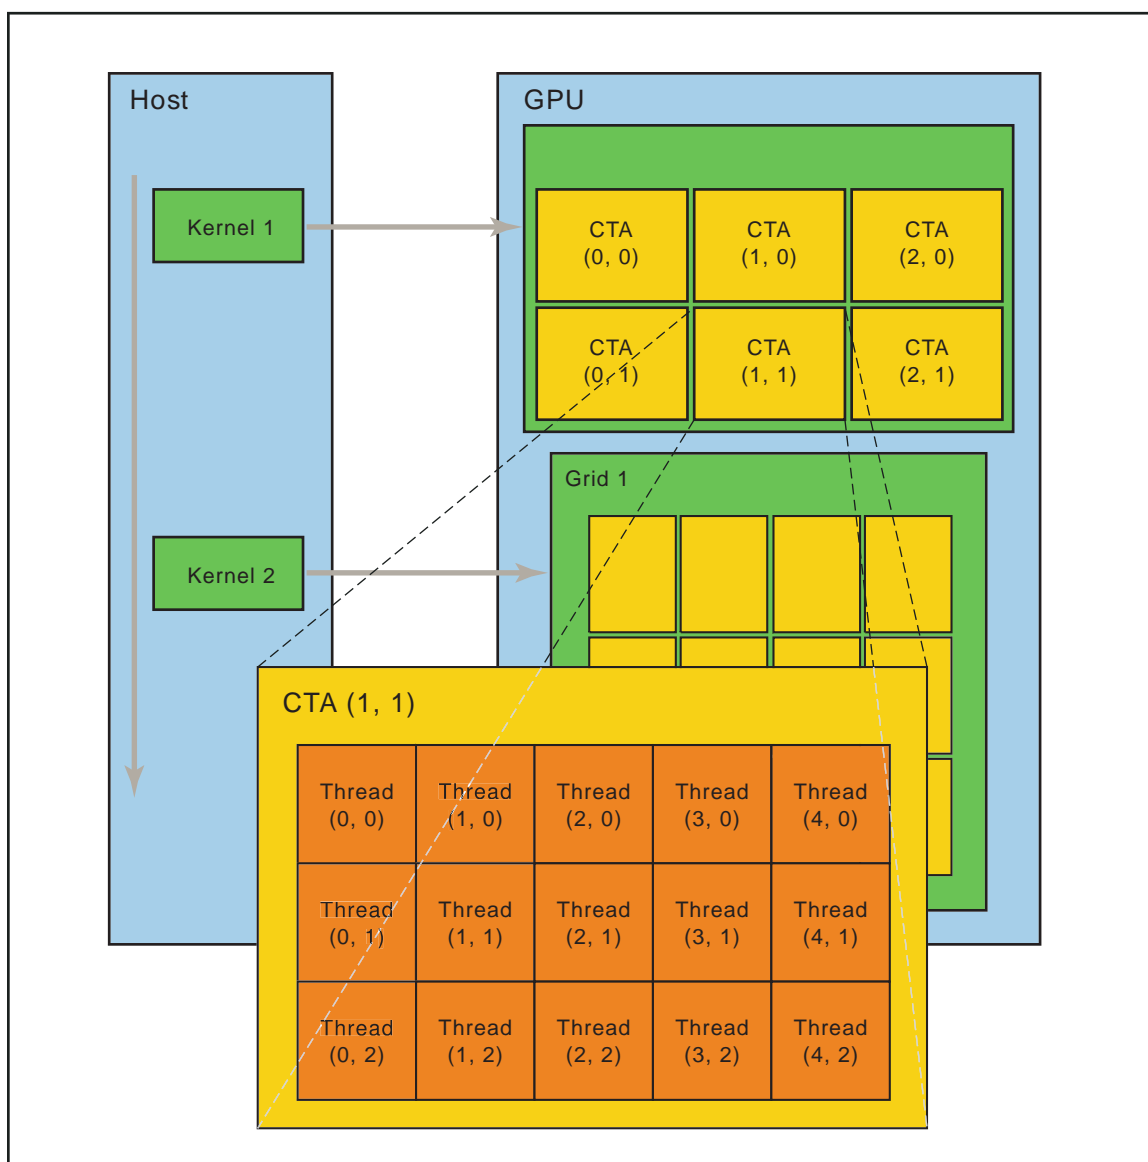 Host
GPU
Kernel 1
CTA
(0, 0)
CTA
(1, 0)
CTA
(2, 0)
CTA
(0, 1)
CTA
(1, 1)
CTA
(2, 1)
Grid 1
Kernel 2
CTA (1, 1)
Thread
(0, 0)
Thread
(1, 0)
Thread
(2, 0)
Thread
(3, 0)
Thread
(4, 0)
Thread
(0, 1)
Thread
(1, 1)
Thread
(2, 1)
Thread
(3, 1)
Thread
(4, 1)
Thread
(0, 2)
Thread
(1, 2)
Thread
(2, 2)
Thread
(3, 2)
Thread
(4, 2)